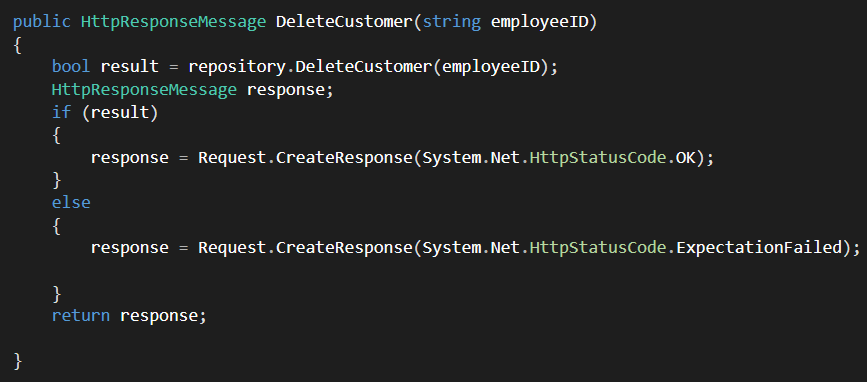 public HttpResponseMessage DeleteCustomer(string employeeID)
{
    bool result = repository.DeleteCustomer(employeeID);
    HttpResponseMessage response;
    if (result)
    {
        response = Request.CreateResponse(System.Net.HttpStatusCode.OK);
    }
    else
    {
        response = Request.CreateResponse(System.Net.HttpStatusCode.ExpectationFailed);
    }
    return response;
}